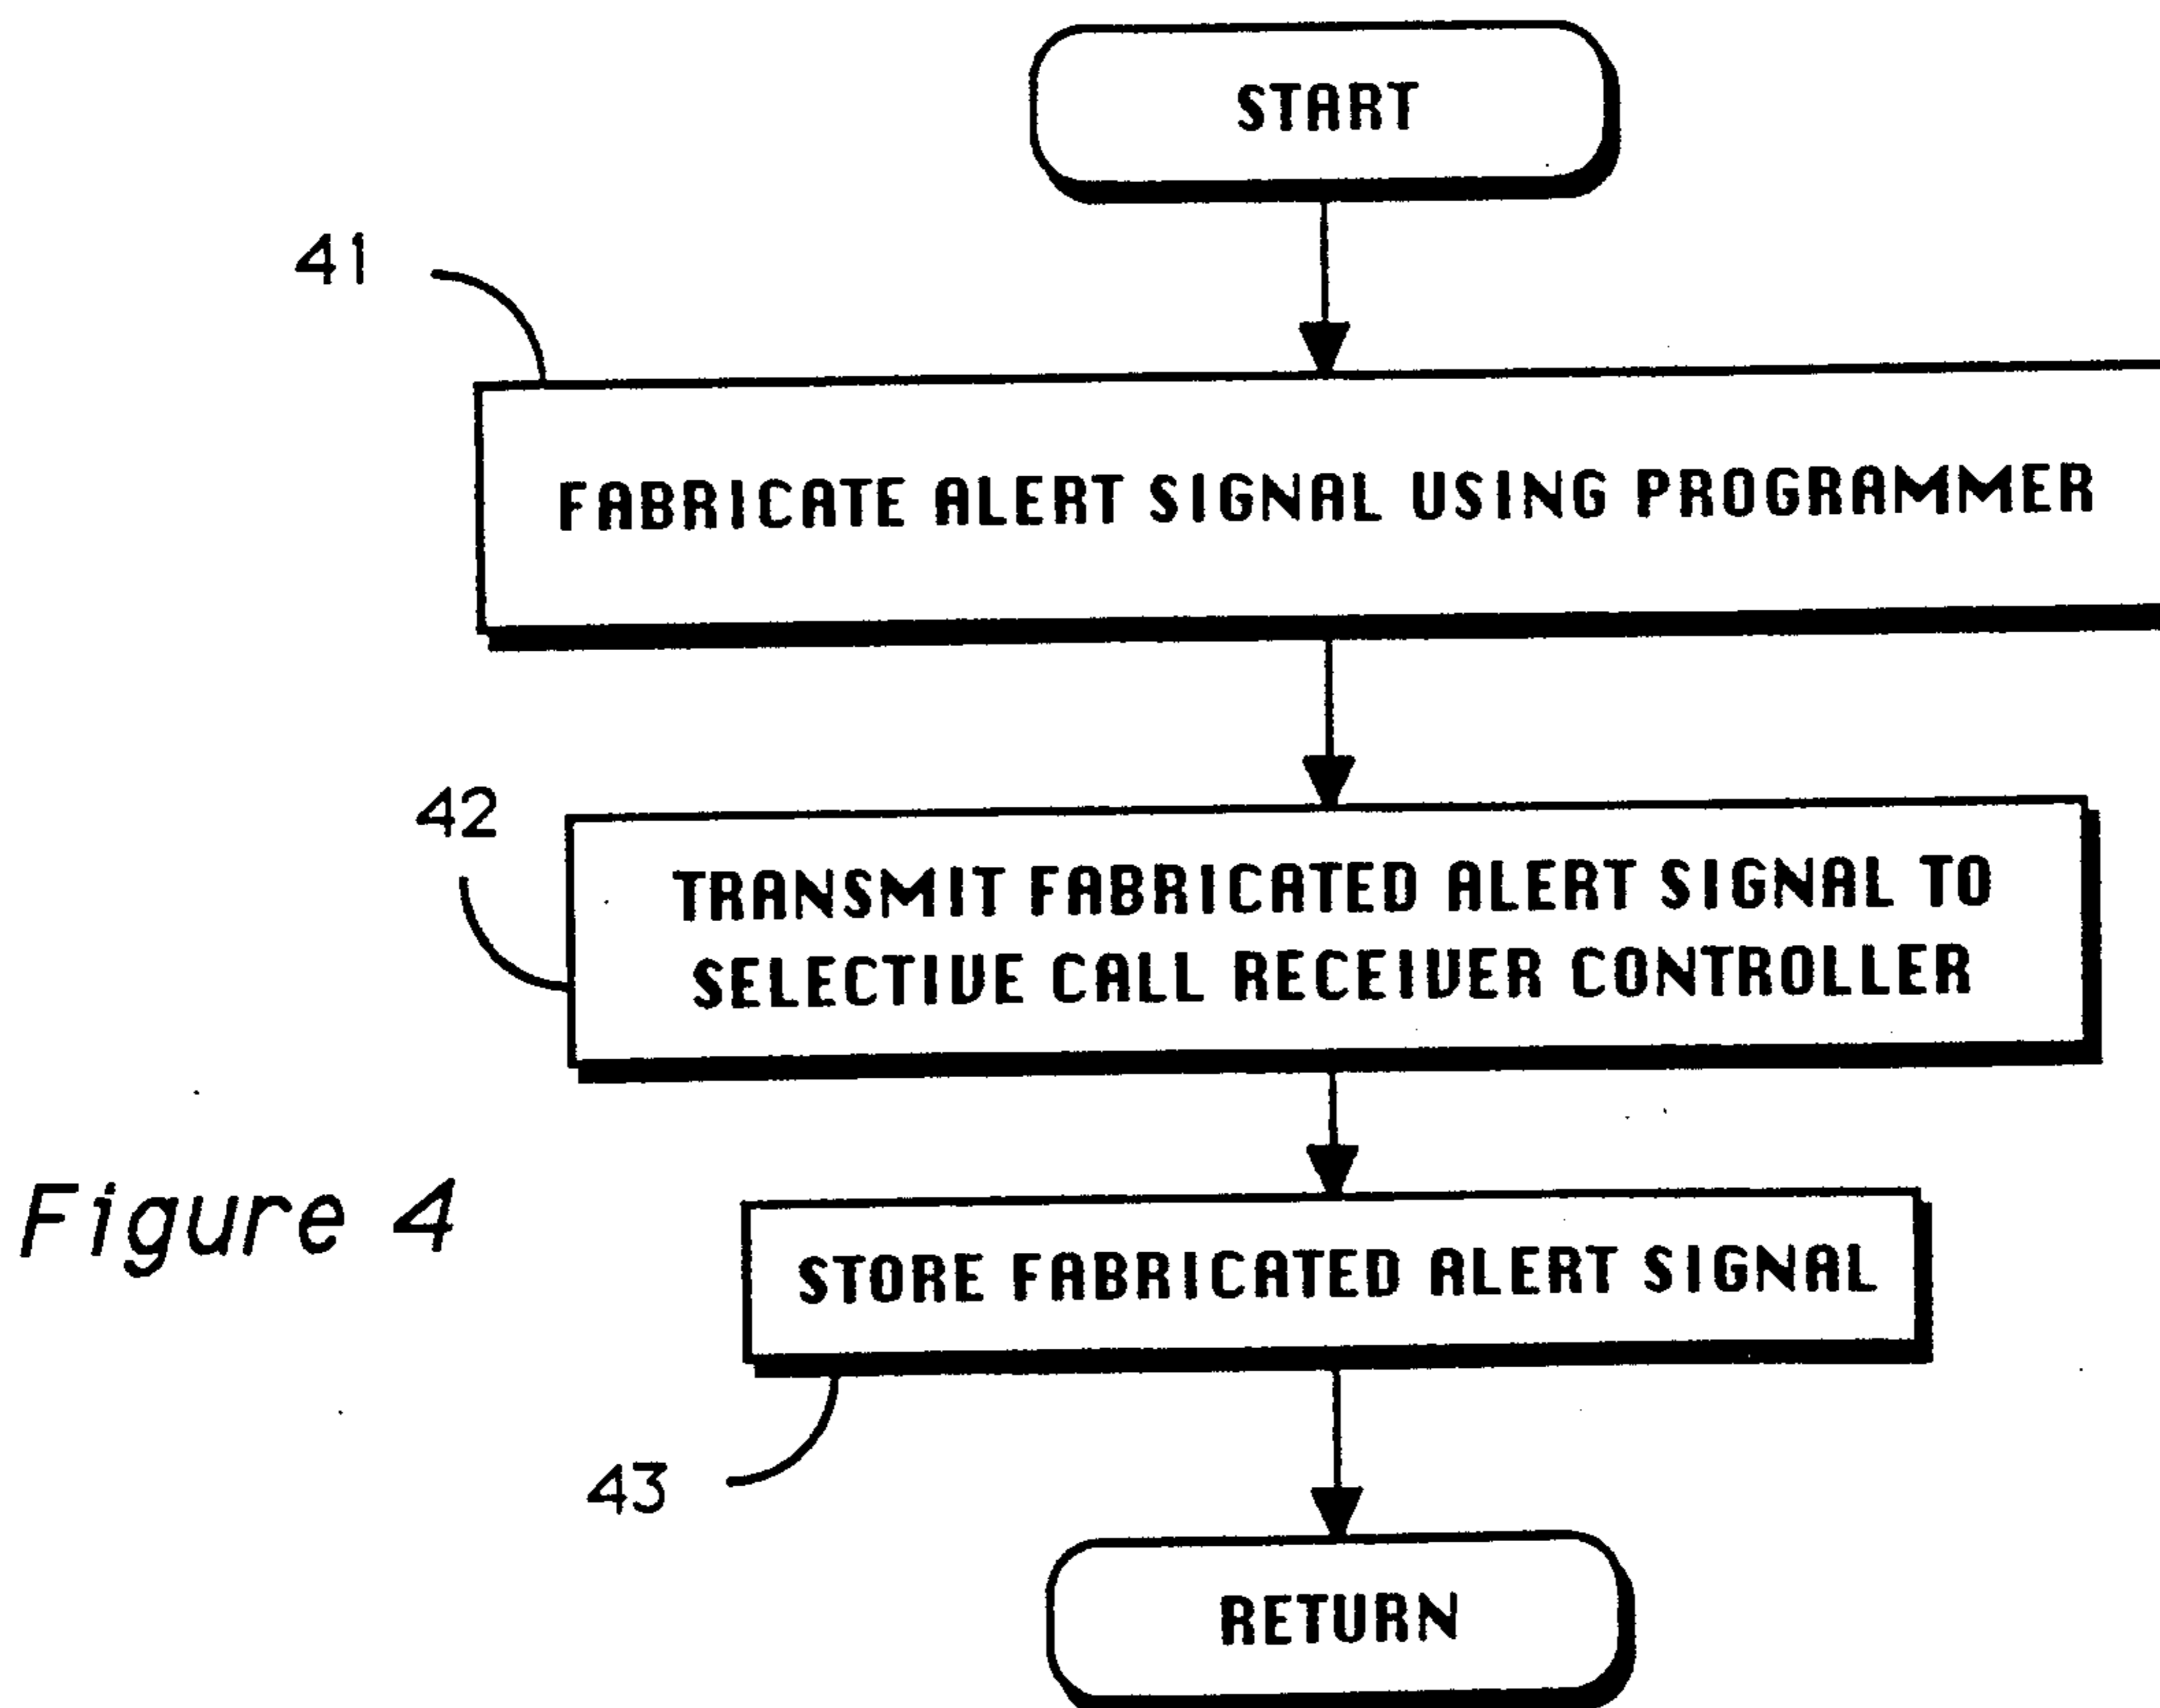 START
41
FABRICATE ALERT SIGNAL USING PROGRAMMER
42
TRANSMIT FABRICATED ALERT SIGNAL TO
SELECTIVE CALL RECEIVER CONTROLLER
Figure 4
STORE FABRICATED ALERT SIGNAL
43
RETURN